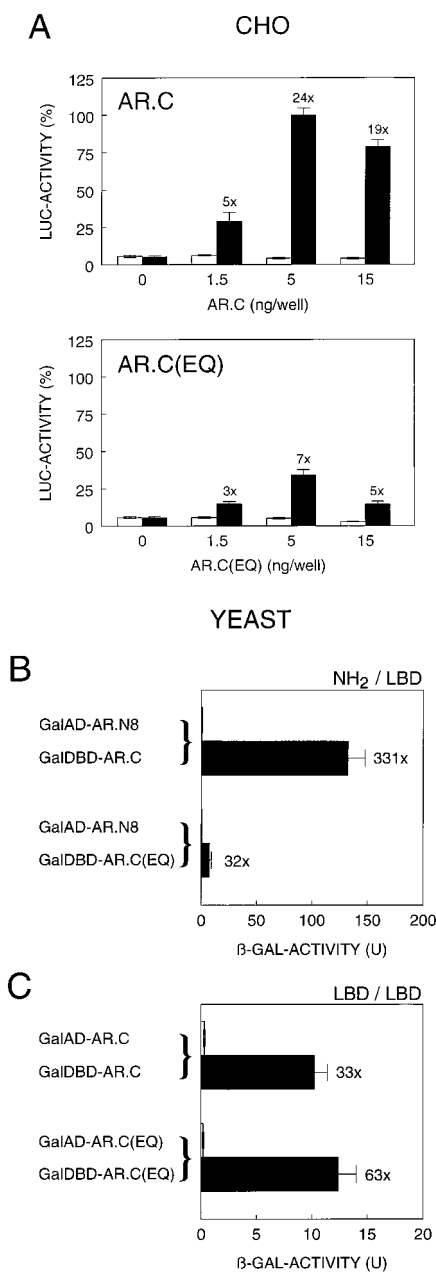 A
CHO
AR.C
LUC-ACTIVITY (%)
125
100
75
50
25
0
5x
24x
19x
0 1.5 5 15
AR.C (ng/well)
AR.C(EQ)
LUC-ACTIVITY (%)
125
100
75
50
25
0
3x
7x
5x
0 1.5 5 15
AR.C(EQ) (ng/well)
YEAST
B
NH2 / LBD
GalAD-AR.N8
GalDBD-AR.C
331x
GalAD-AR.N8
GalDBD-AR.C(EQ)
32x
0 50 100 150 200
ß-GAL-ACTIVITY (U)
C
LBD / LBD
GalAD-AR.C
GalDBD-AR.C
33x
GalAD-AR.C(EQ)
GalDBD-AR.C(EQ)
63x
0 5 10 15 20
ß-GAL-ACTIVITY (U)